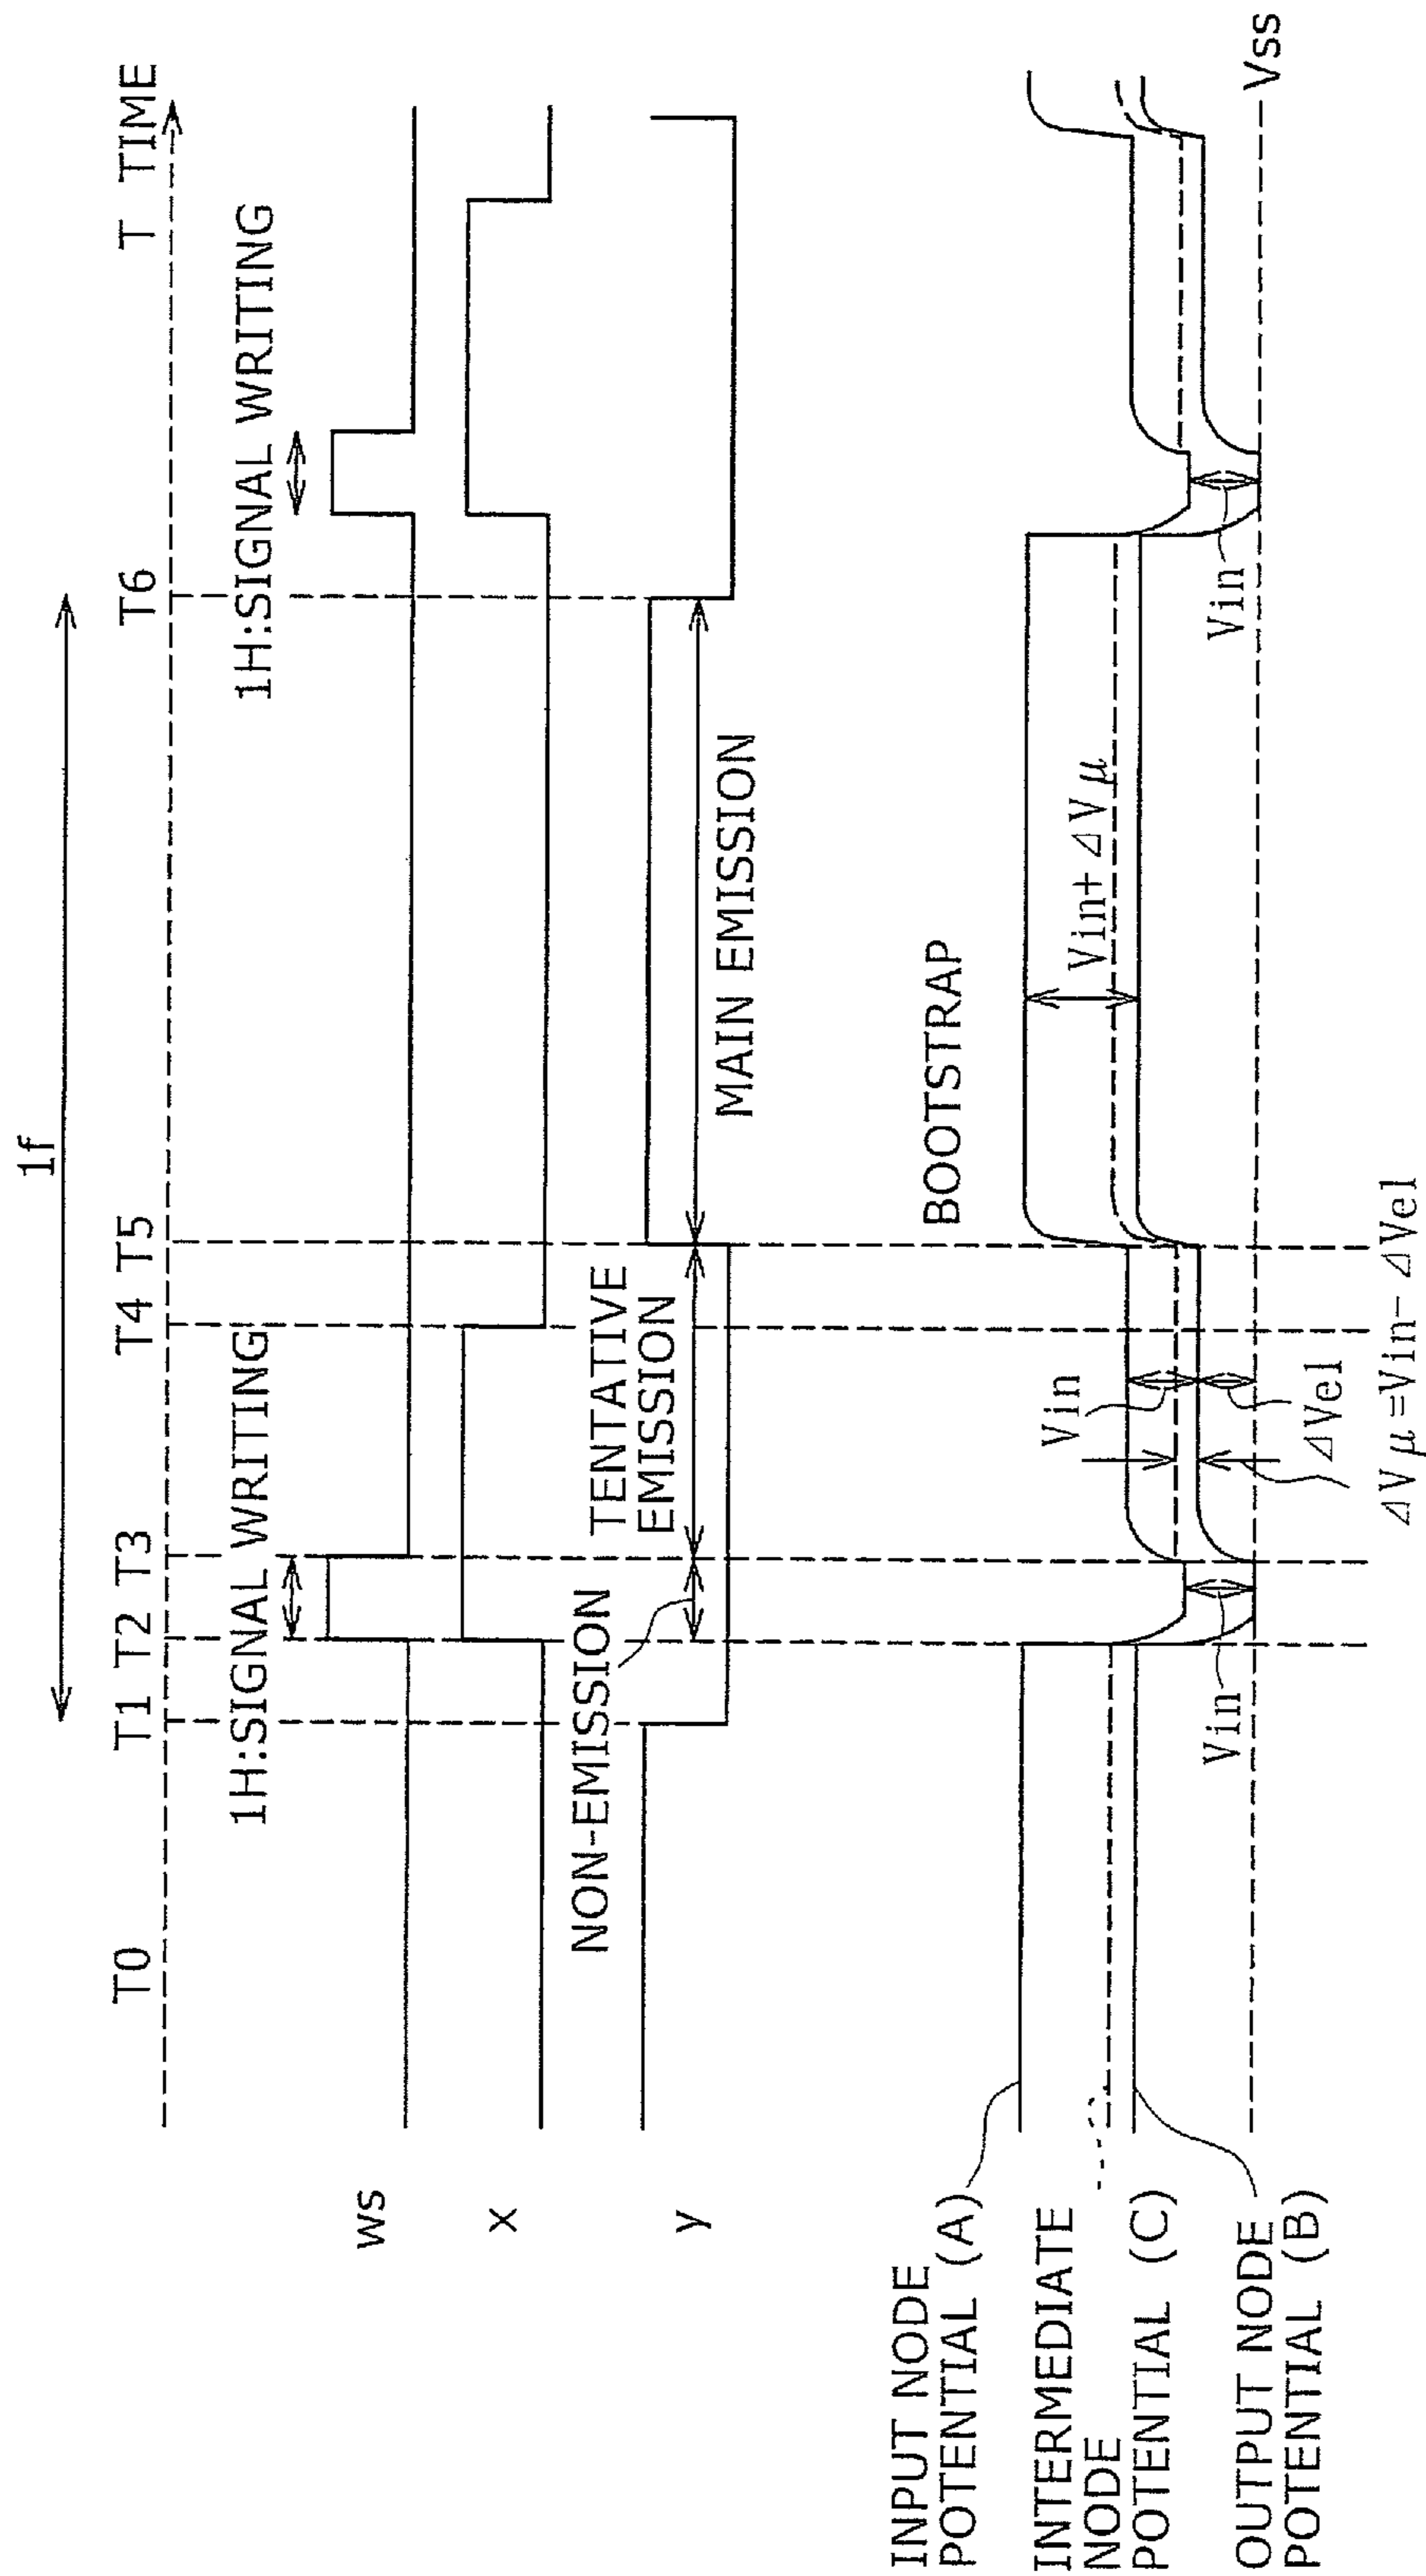 1f
T0
T1
T2
T3
T4
T5
T6
T TIME
1H:SIGNAL WRITING
1H:SIGNAL WRITING
ws
x
y
NON-EMISSION
TENTATIVE
EMISSION
MAIN EMISSION
BOOTSTRAP
INPUT NODE
POTENTIAL (A)
INTERMEDIATE
NODE
POTENTIAL (C)
OUTPUT NODE
POTENTIAL (B)
Vin
Vin
ΔVel
ΔVμ=Vin-ΔVel
Vin+ΔVμ
Vin
Vss